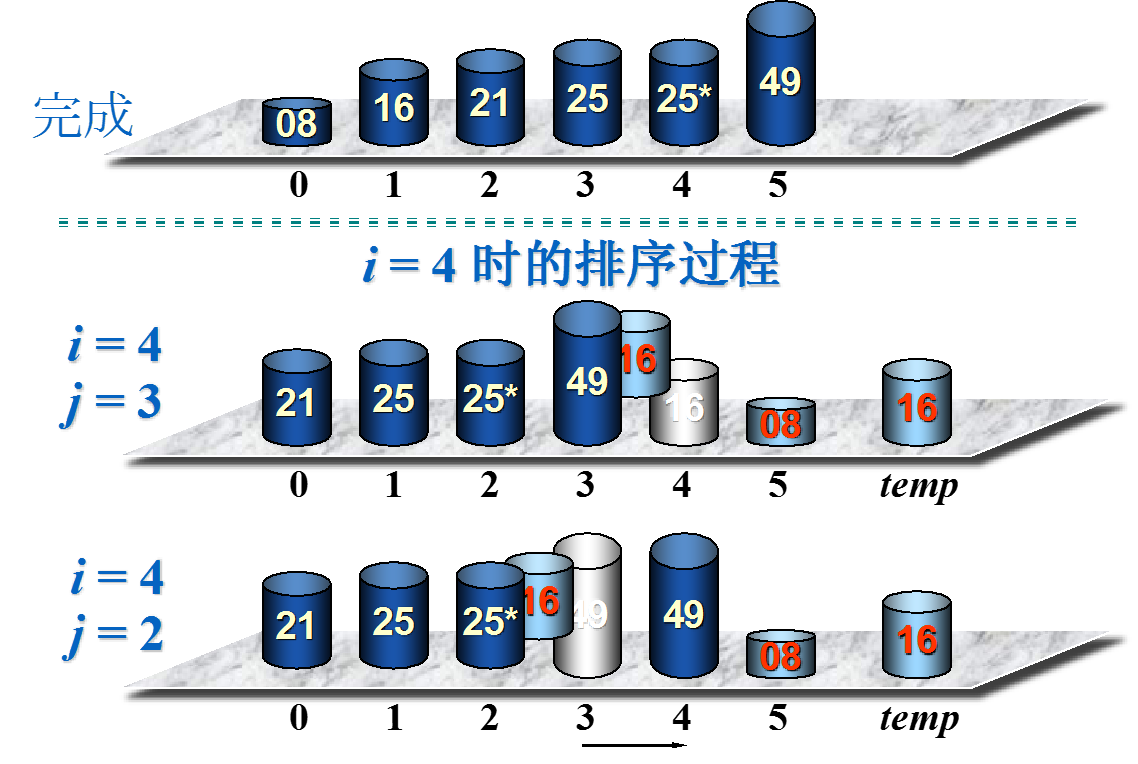 完成
08 16 21 25 25* 49
0 1 2 3 4 5
i = 4 时的排序过程
i = 4
j = 3
21 25 25* 49 16 16 08 16
0 1 2 3 4 5 temp
i = 4
j = 2
21 25 25* 16 49 49 08 16
0 1 2 3 4 5 temp